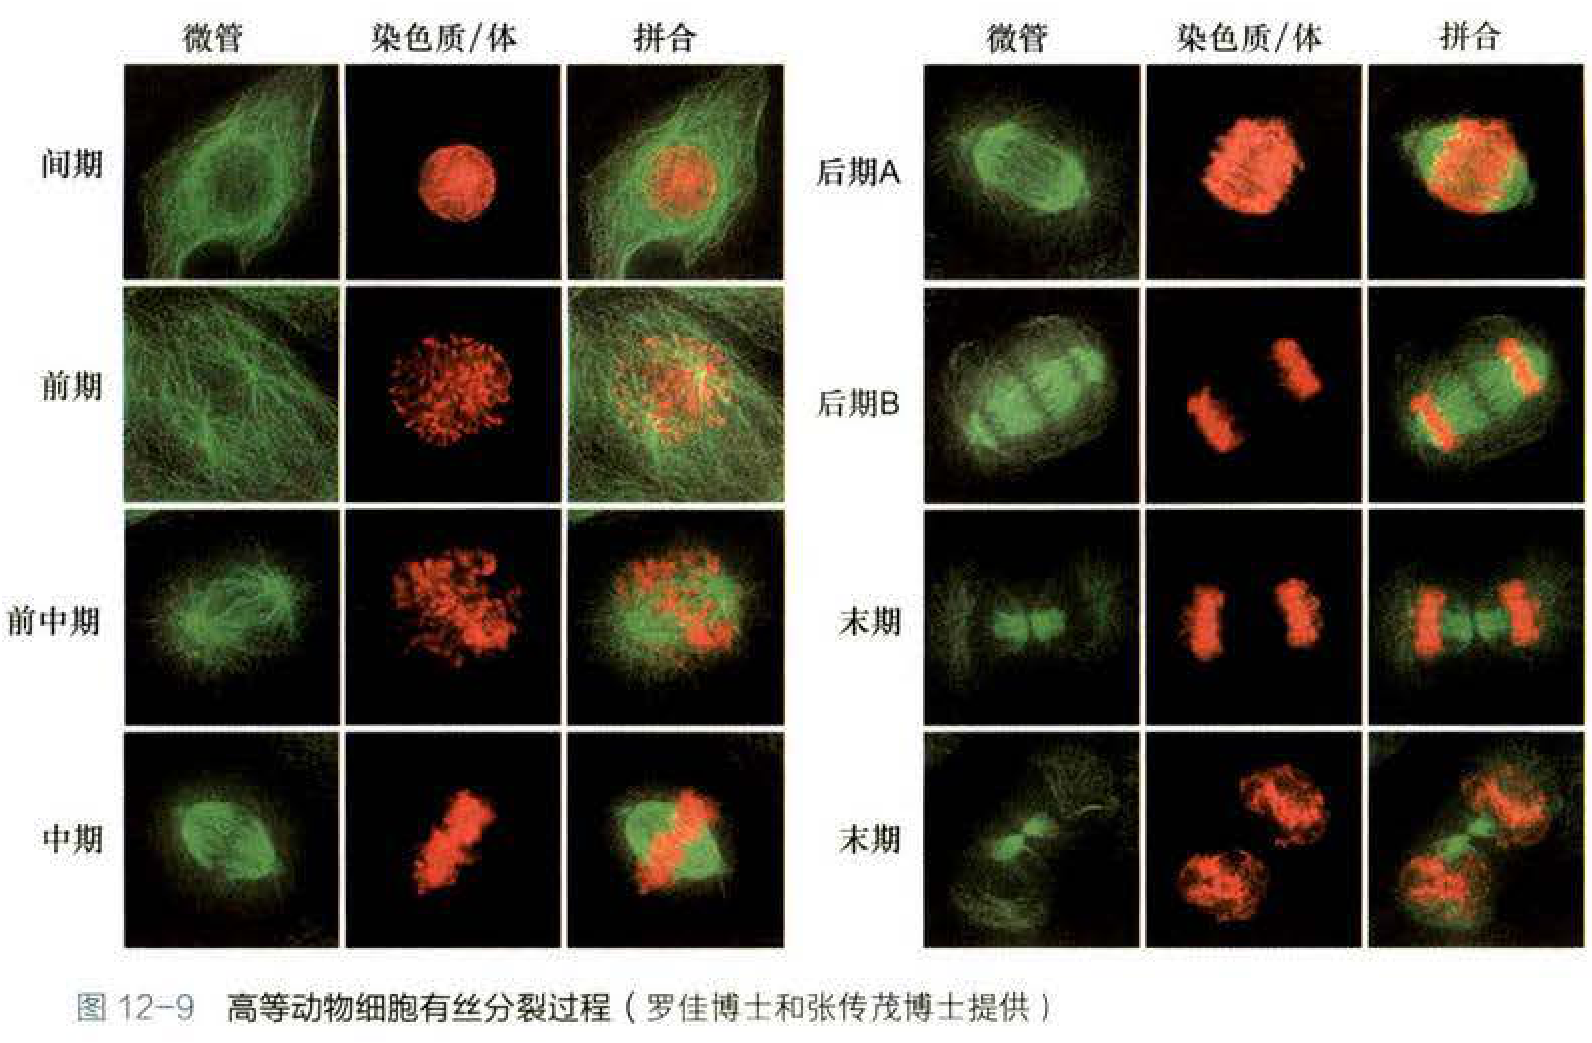 微管 染色质/体 拼合 微管 染色质/体 拼合
间期 后期A
前期 后期B
前中期 末期
中期 末期
图 12-9 高等动物细胞有丝分裂过程（罗佳博士和张传茂博士提供）